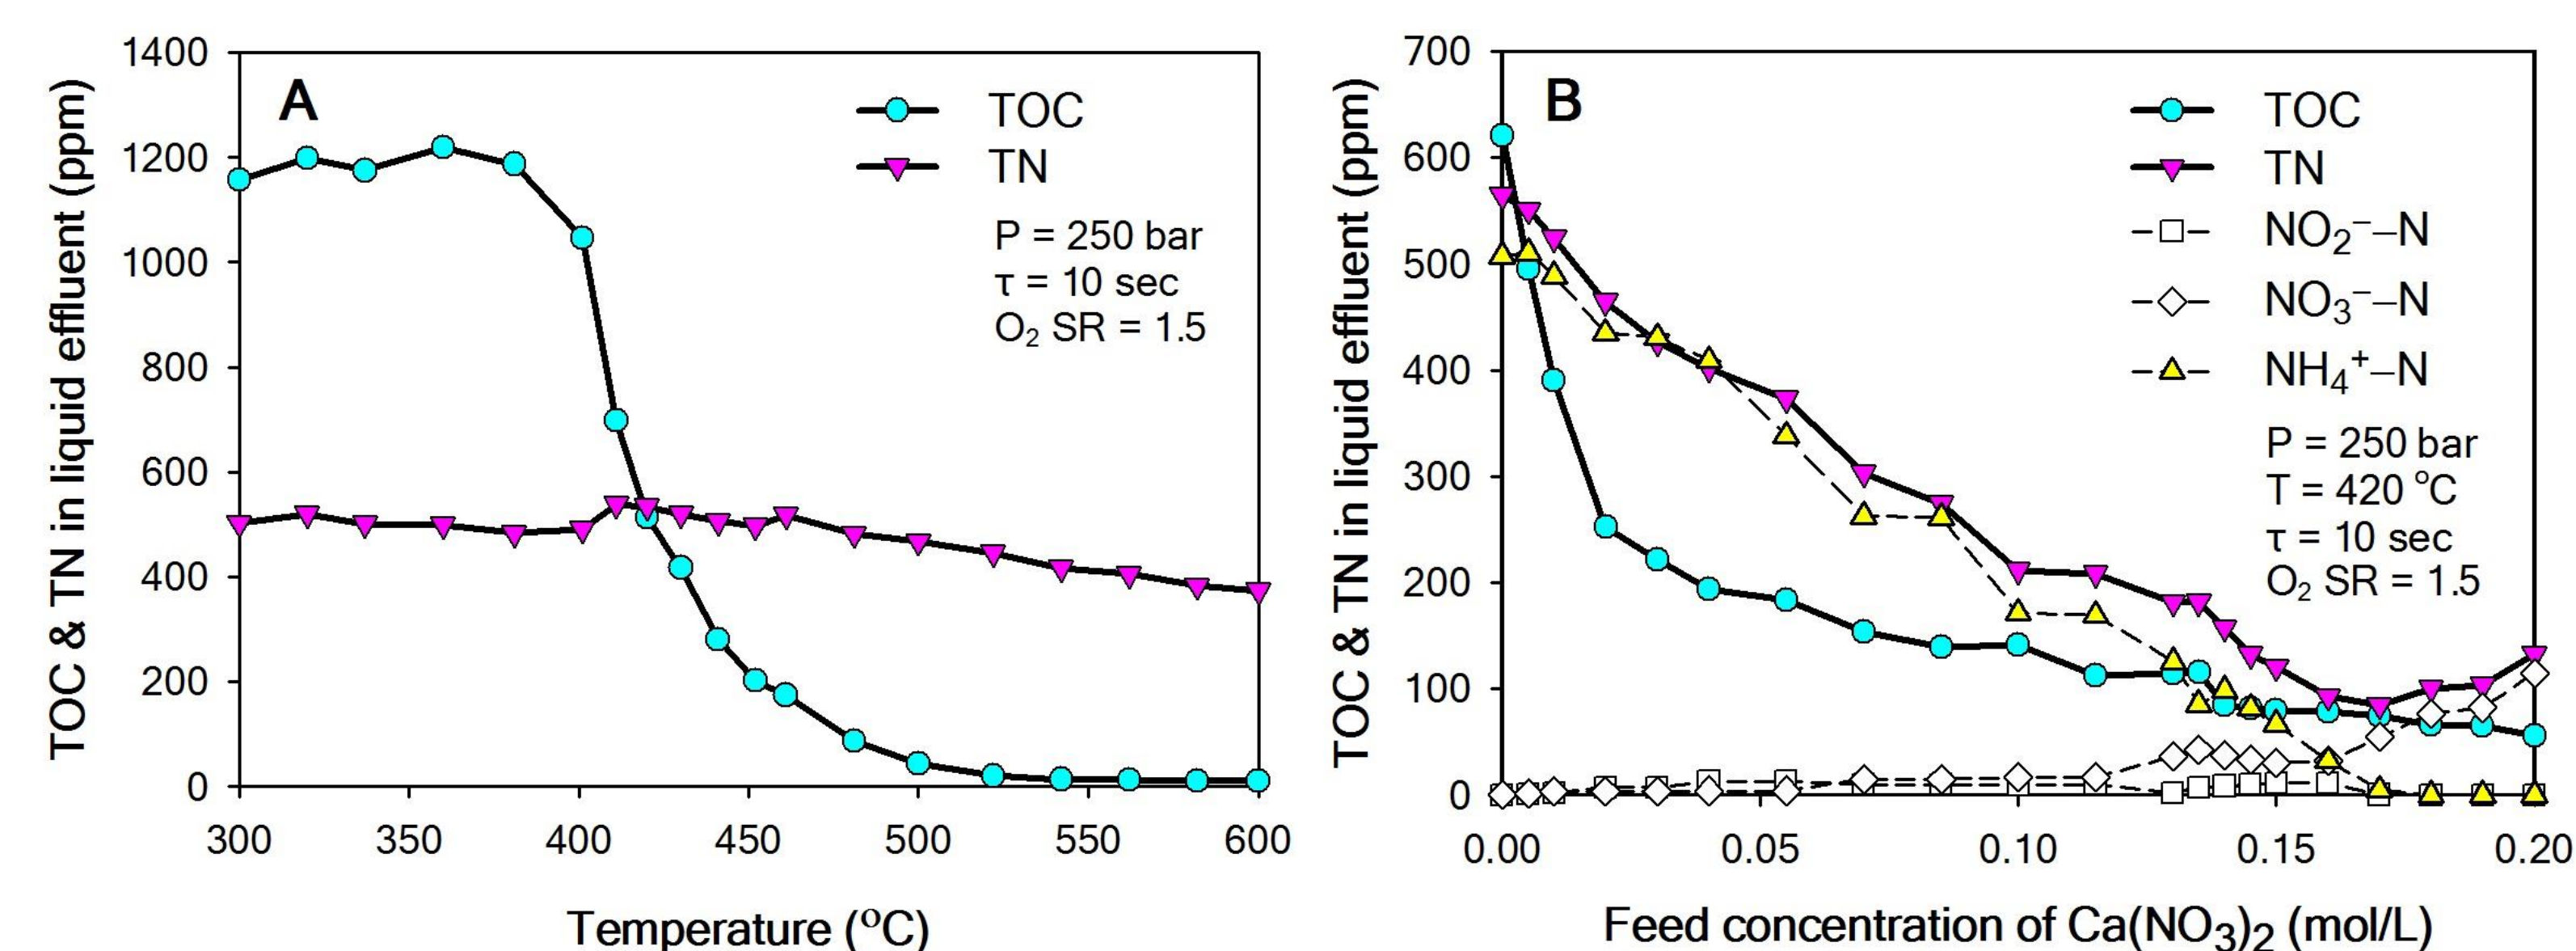 A
TOC & TN in liquid effluent (ppm)
1400
1200
1000
800
600
400
200
0
TOC
TN
P = 250 bar
τ = 10 sec
O₂ SR = 1.5
300 350 400 450 500 550 600
Temperature (°C)
B
TOC & TN in liquid effluent (ppm)
700
600
500
400
300
200
100
0
TOC
TN
NO₂⁻–N
NO₃⁻–N
NH₄⁺–N
P = 250 bar
T = 420 °C
τ = 10 sec
O₂ SR = 1.5
0.00 0.05 0.10 0.15 0.20
Feed concentration of Ca(NO₃)₂ (mol/L)